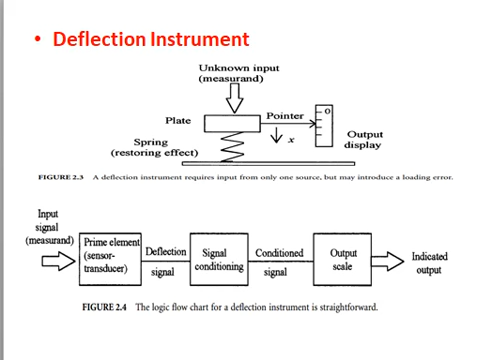 • Deflection Instrument
Unknown input
(measurand)
Plate
Pointer
O
x
Spring
(restoring effect)
Output
display
FIGURE 2.3 A deflection instrument requires input from only one source, but may introduce a loading error.
Input
signal
(measurand)
Prime element
(sensor-
transducer)
Deflection
signal
Signal
conditioning
Conditioned
signal
Output
scale
Indicated
output
FIGURE 2.4 The logic flow chart for a deflection instrument is straightforward.